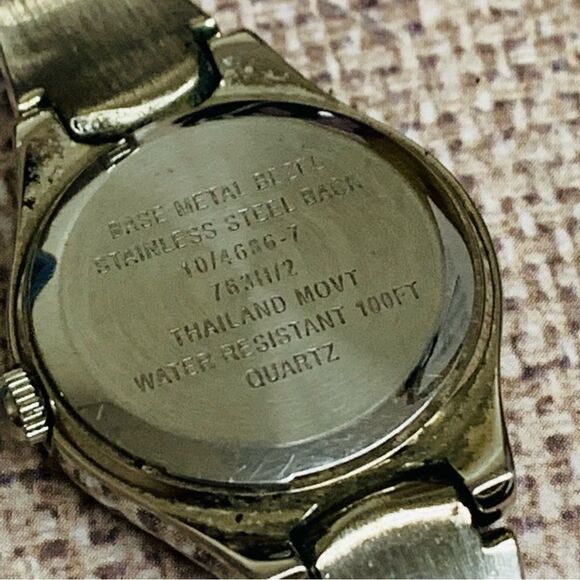 BASE METAL BEZEL
STAINLESS STEEL BACK
10/4686-7
763H/2
THAILAND MOVT
WATER RESISTANT 100FT
QUARTZ